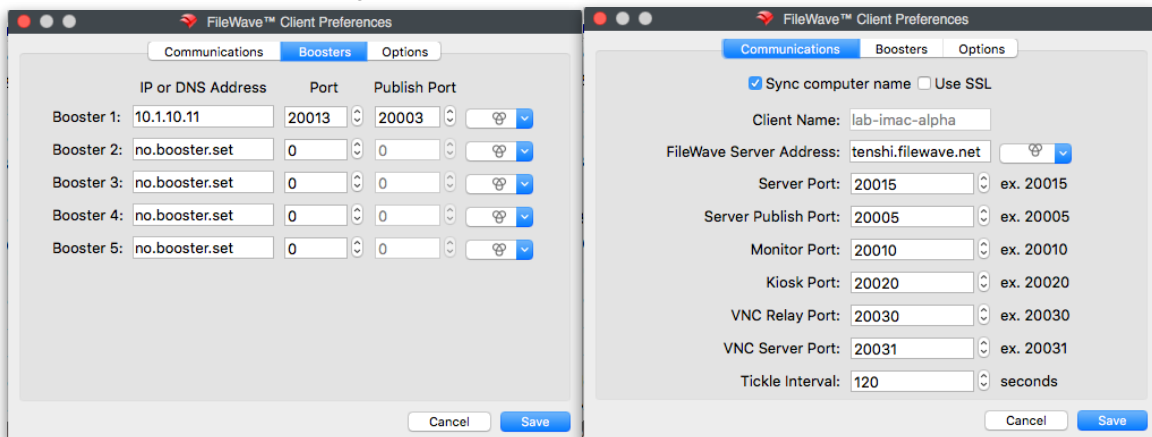 FileWave™ Client Preferences
Communications Boosters Options
IP or DNS Address Port Publish Port
Booster 1: 10.1.10.11 20013 20003
Booster 2: no.booster.set 0 0
Booster 3: no.booster.set 0 0
Booster 4: no.booster.set 0 0
Booster 5: no.booster.set 0 0
Cancel Save
FileWave™ Client Preferences
Communications Boosters Options
Sync computer name Use SSL
Client Name: lab-imac-alpha
FileWave Server Address: tenshi.filewave.net
Server Port: 20015 ex. 20015
Server Publish Port: 20005 ex. 20005
Monitor Port: 20010 ex. 20010
Kiosk Port: 20020 ex. 20020
VNC Relay Port: 20030 ex. 20030
VNC Server Port: 20031 ex. 20031
Tickle Interval: 120 seconds
Cancel Save